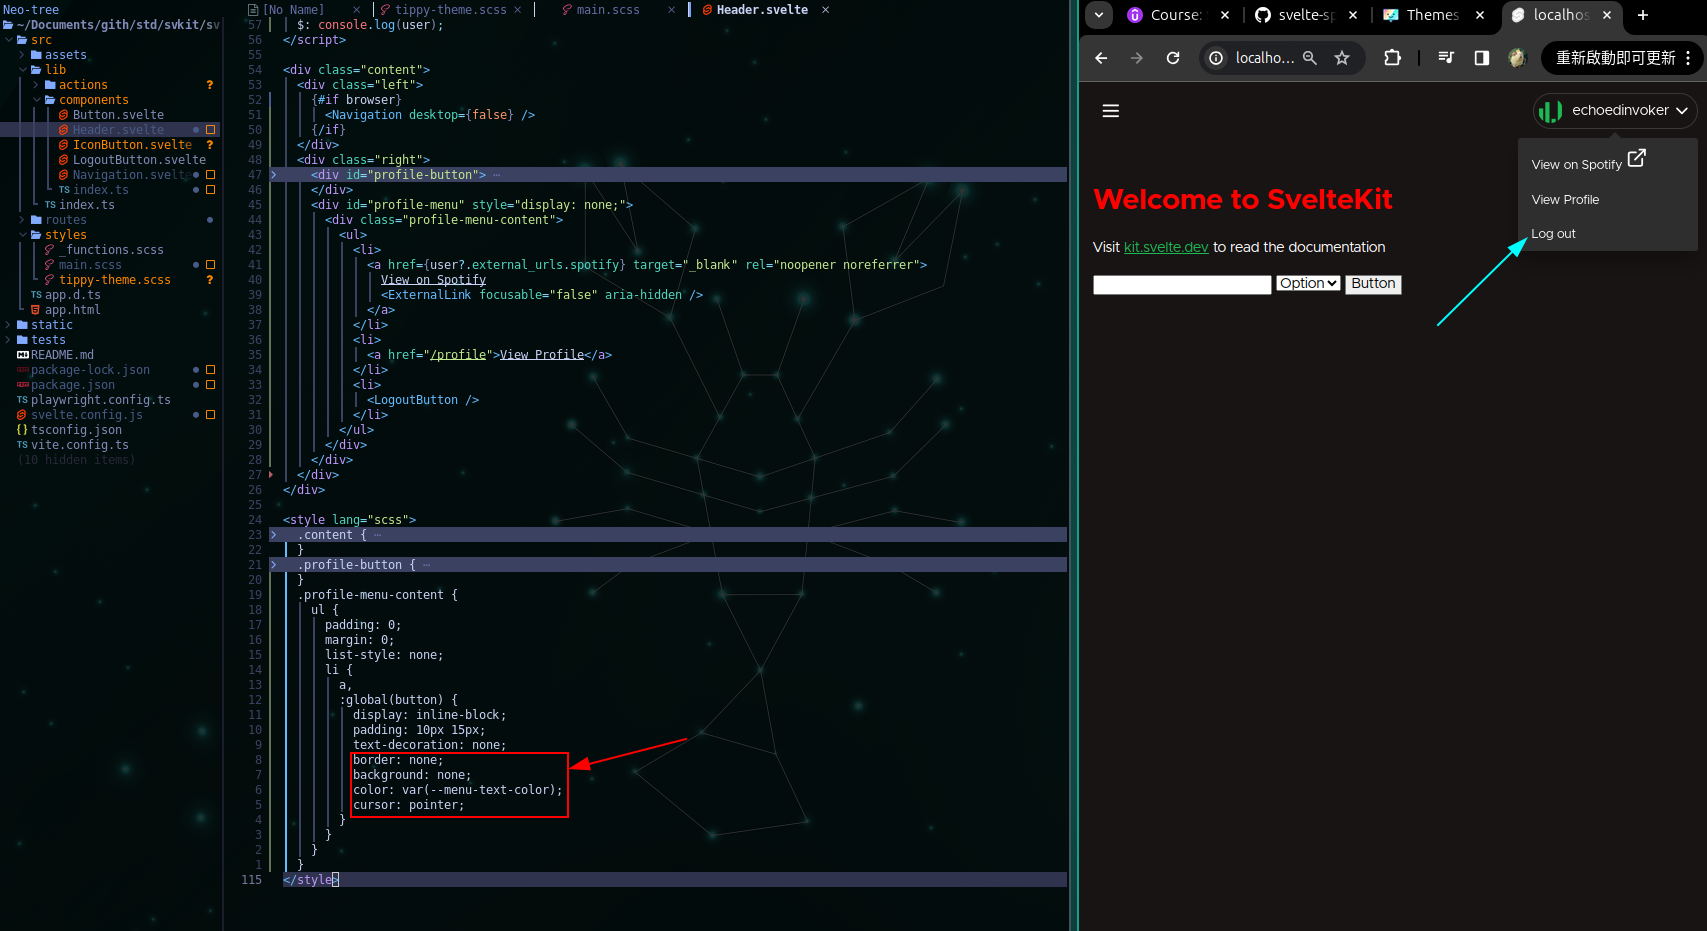 Neo-tree
~/Documents/gith/std/svkit/sv
src
assets
lib
actions ?
components
Button.svelte
Header.svelte
IconButton.svelte ?
LogoutButton.svelte
Navigation.svelte
TS index.ts
TS index.ts
routes
styles
_functions.scss
main.scss
tippy-theme.scss ?
TS app.d.ts
app.html
static
tests
README.md
package-lock.json
package.json
TS playwright.config.ts
svelte.config.js
{} tsconfig.json
TS vite.config.ts
(10 hidden items)
[No Name] × tippy-theme.scss × main.scss × Header.svelte ×
57 $: console.log(user);
56 </script>
55
54 <div class="content">
53 <div class="left">
52 {#if browser}
51 <Navigation desktop={false} />
50 {/if}
49 </div>
48 <div class="right">
47 <div id="profile-button"> ⋯
46 </div>
45 <div id="profile-menu" style="display: none;">
44 <div class="profile-menu-content">
43 <ul>
42 <li>
41 <a href={user?.external_urls.spotify} target="_blank" rel="noopener noreferrer">
40 View on Spotify
39 <ExternalLink focusable="false" aria-hidden />
38 </a>
37 </li>
36 <li>
35 <a href="/profile">View Profile</a>
34 </li>
33 <li>
32 <LogoutButton />
31 </li>
30 </ul>
29 </div>
28 </div>
27 </div>
26 </div>
25
24 <style lang="scss">
23 .content { ⋯
22 }
21 .profile-button { ⋯
20 }
19 .profile-menu-content {
18 ul {
17 padding: 0;
16 margin: 0;
15 list-style: none;
14 li {
13 a,
12 :global(button) {
11 display: inline-block;
10 padding: 10px 15px;
9 text-decoration: none;
8 border: none;
7 background: none;
6 color: var(--menu-text-color);
5 cursor: pointer;
4 }
3 }
2 }
1 }
115 </style>
Course: × svelte-sp × Themes × localhos × +
localho... 重新啟動即可更新
echoedinvoker
View on Spotify
View Profile
Log out
Welcome to SvelteKit
Visit kit.svelte.dev to read the documentation
Option Button